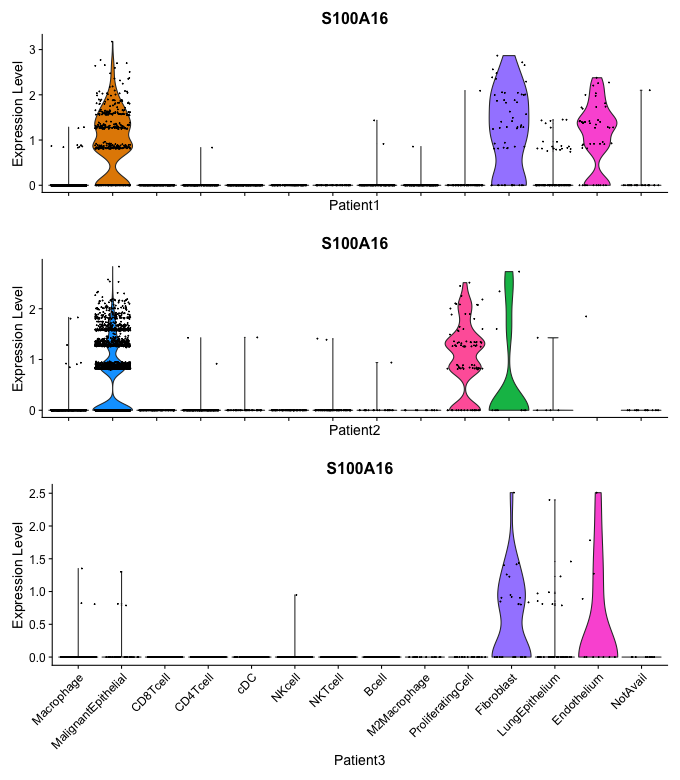 S100A16
Expression Level
3
2
1
0
Patient1
S100A16
Expression Level
2
1
0
Patient2
S100A16
Expression Level
2.5
2.0
1.5
1.0
0.5
0.0
Macrophage
MalignantEpithelial
CD8Tcell
CD4Tcell
cDC
NKcell
NKTcell
Bcell
M2Macrophage
ProliferatingCell
Fibroblast
LungEpithelium
Endothelium
NotAvail
Patient3